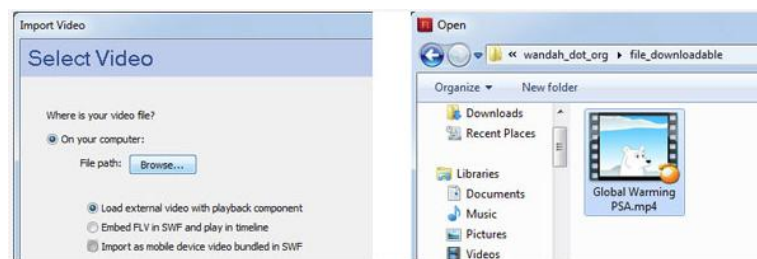 Import Video
Select Video
Where is your video file?
On your computer:
File path: Browse...
Load external video with playback component
Embed FLV in SWF and play in timeline
Import as mobile device video bundled in SWF
Open
« wandah_dot_org ▸ file_downloadable
Organize ▾ New folder
Downloads
Recent Places
Libraries
Documents
Music
Pictures
Videos
Global Warming
PSA.mp4